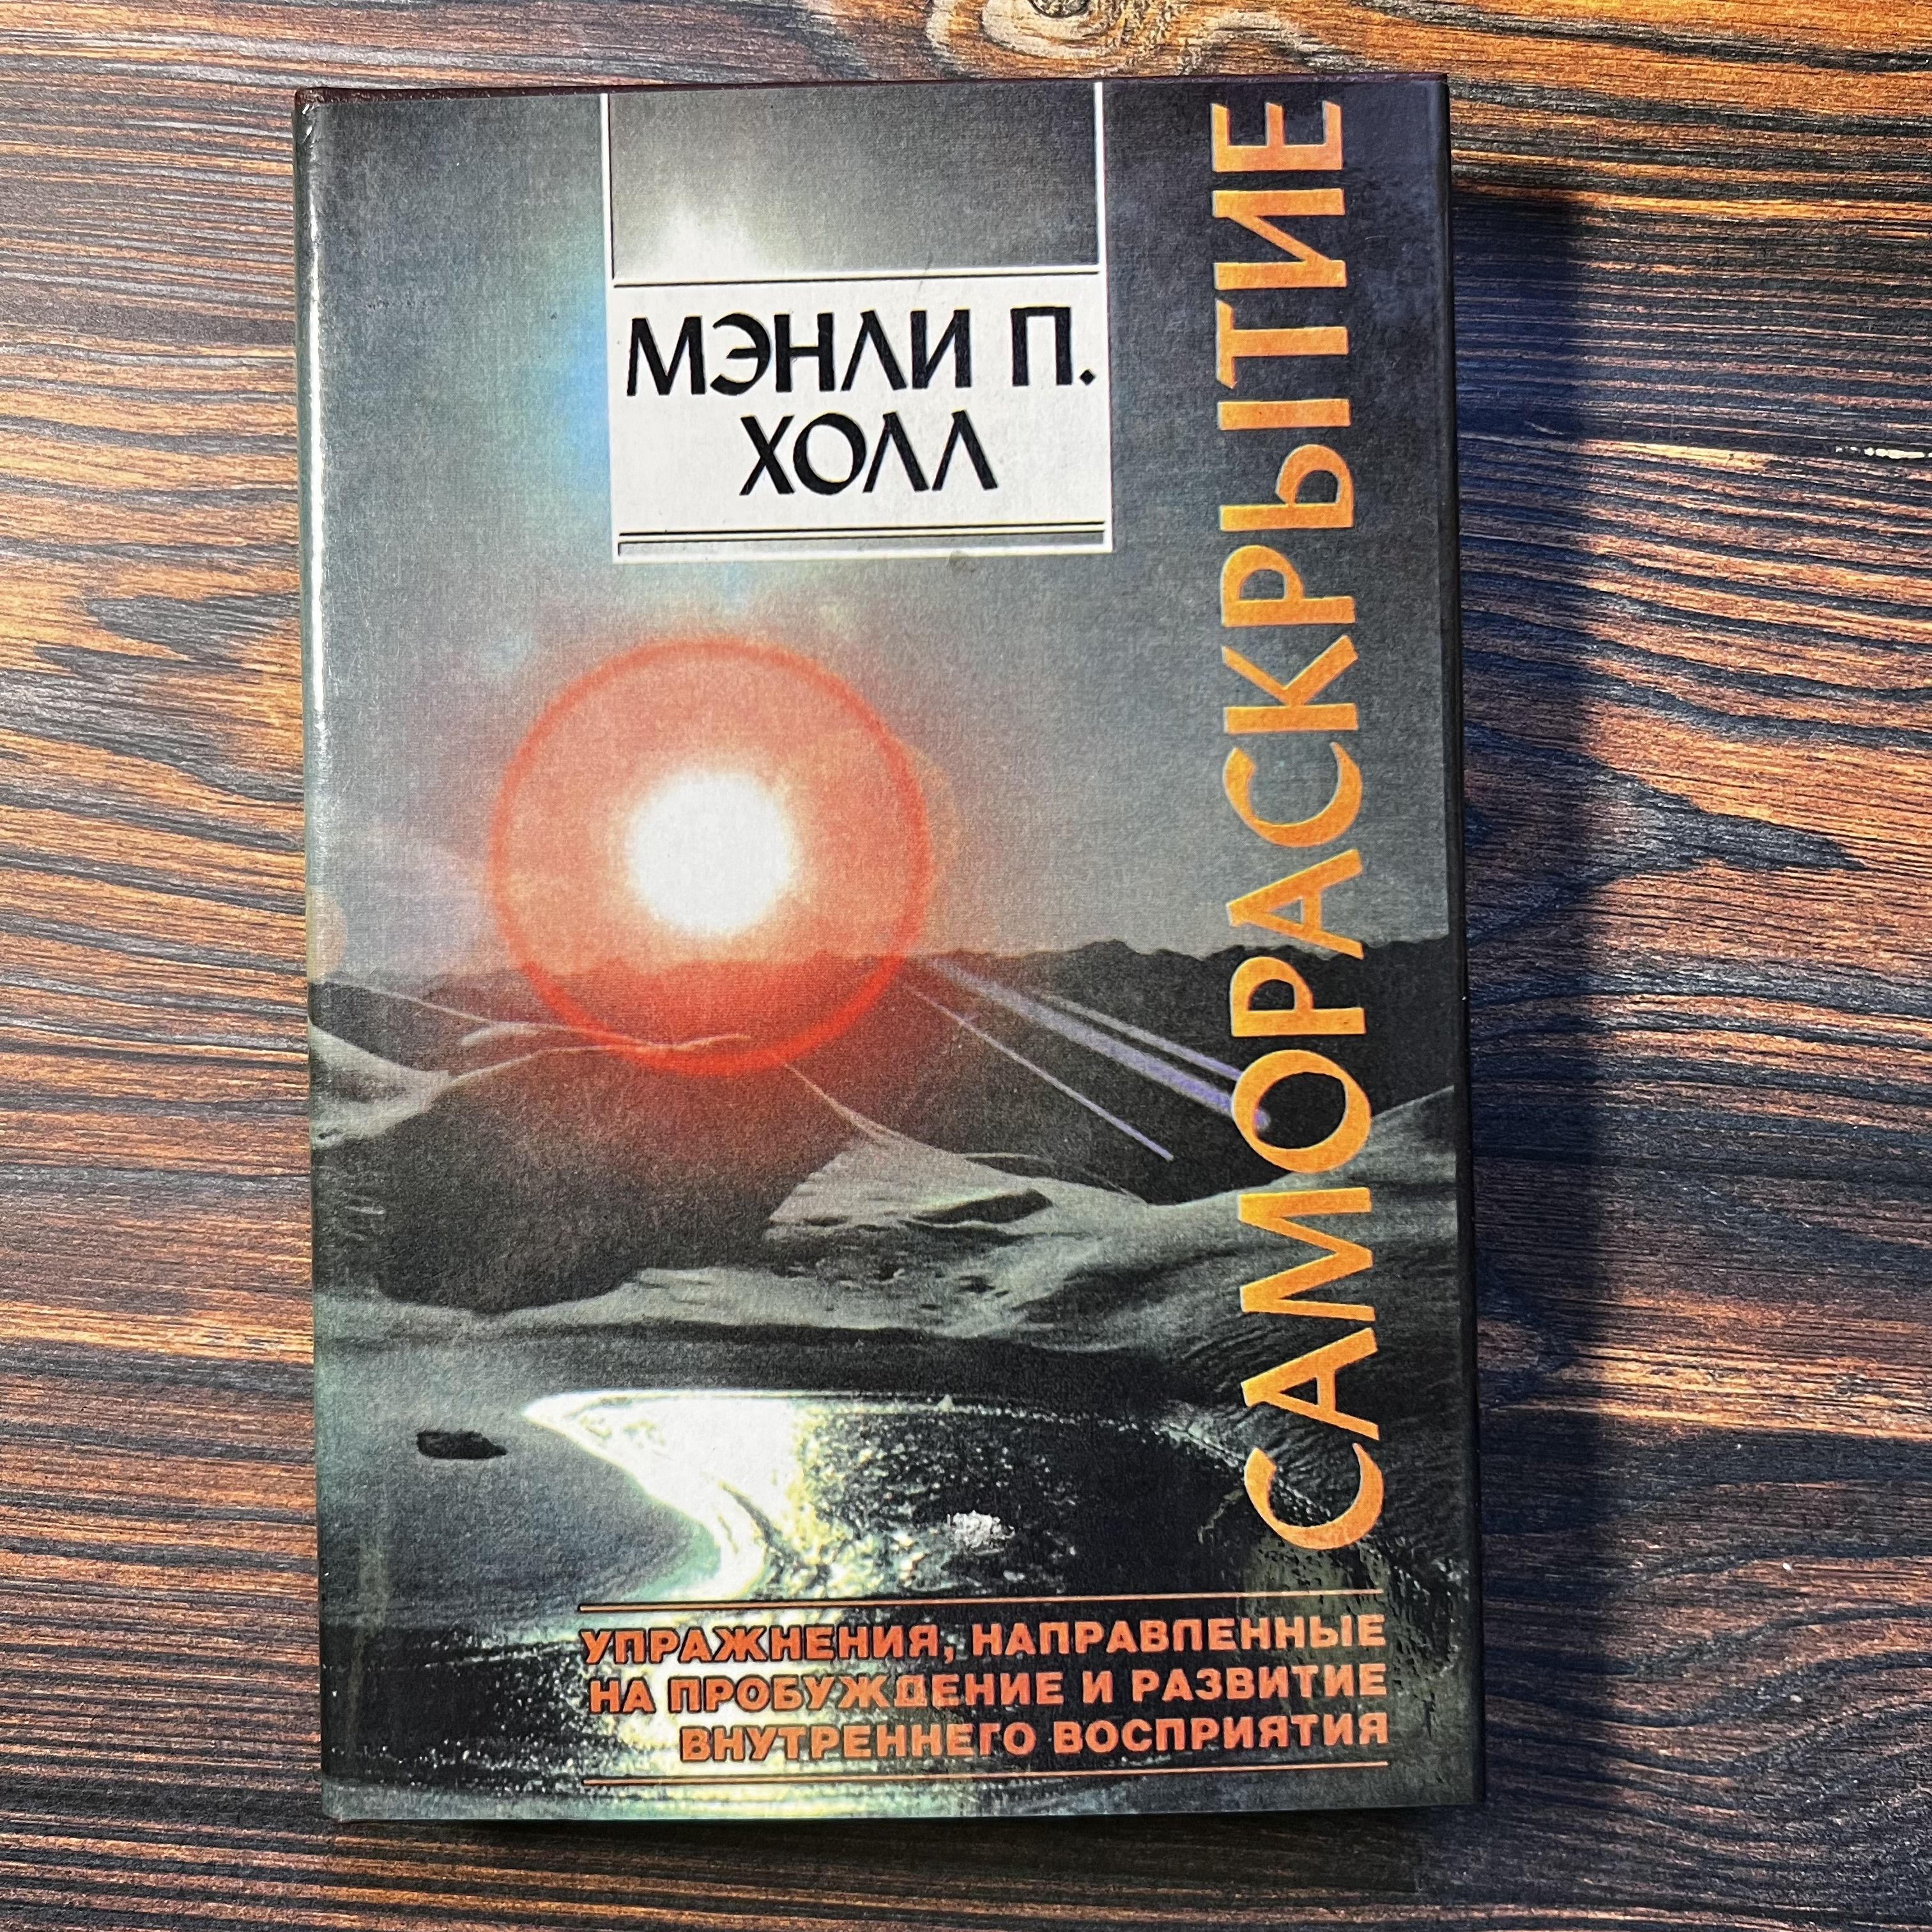 МЭНЛИ П.
ХОЛЛ
САМОРАСКРЫТИЕ
УПРАЖНЕНИЯ, НАПРАВЛЕННЫЕ
НА ПРОБУЖДЕНИЕ И РАЗВИТИЕ
ВНУТРЕННЕГО ВОСПРИЯТИЯ